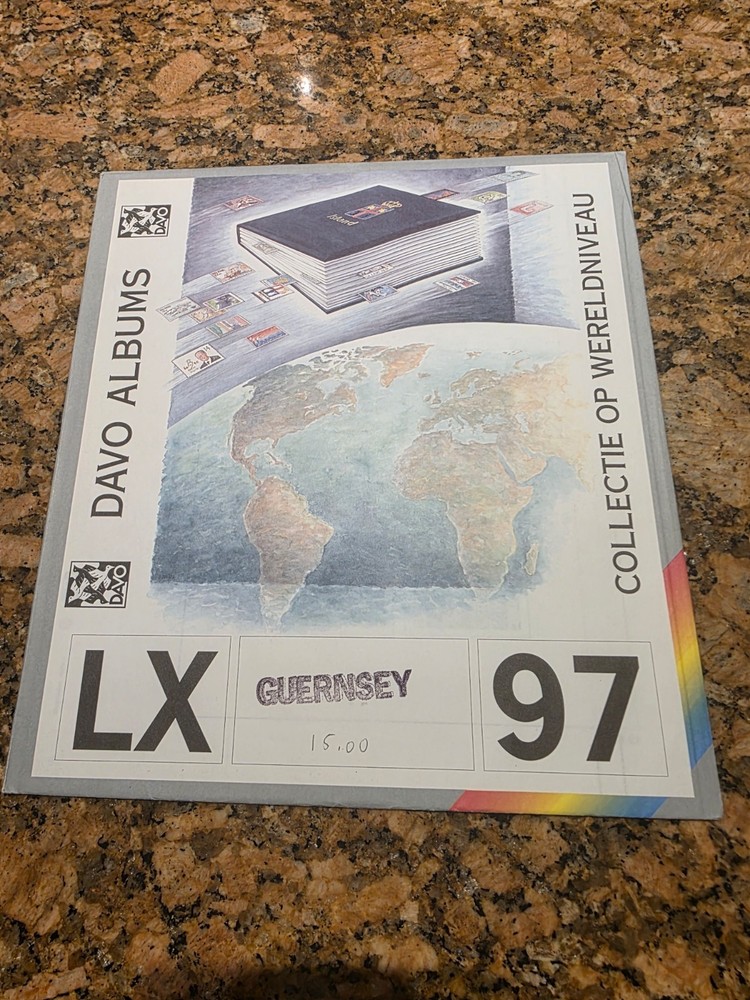 DAVO
DAVO ALBUMS
DAVO
COLLECTIE OP WERELDNIVEAU
LX
GUERNSEY
15.00
97